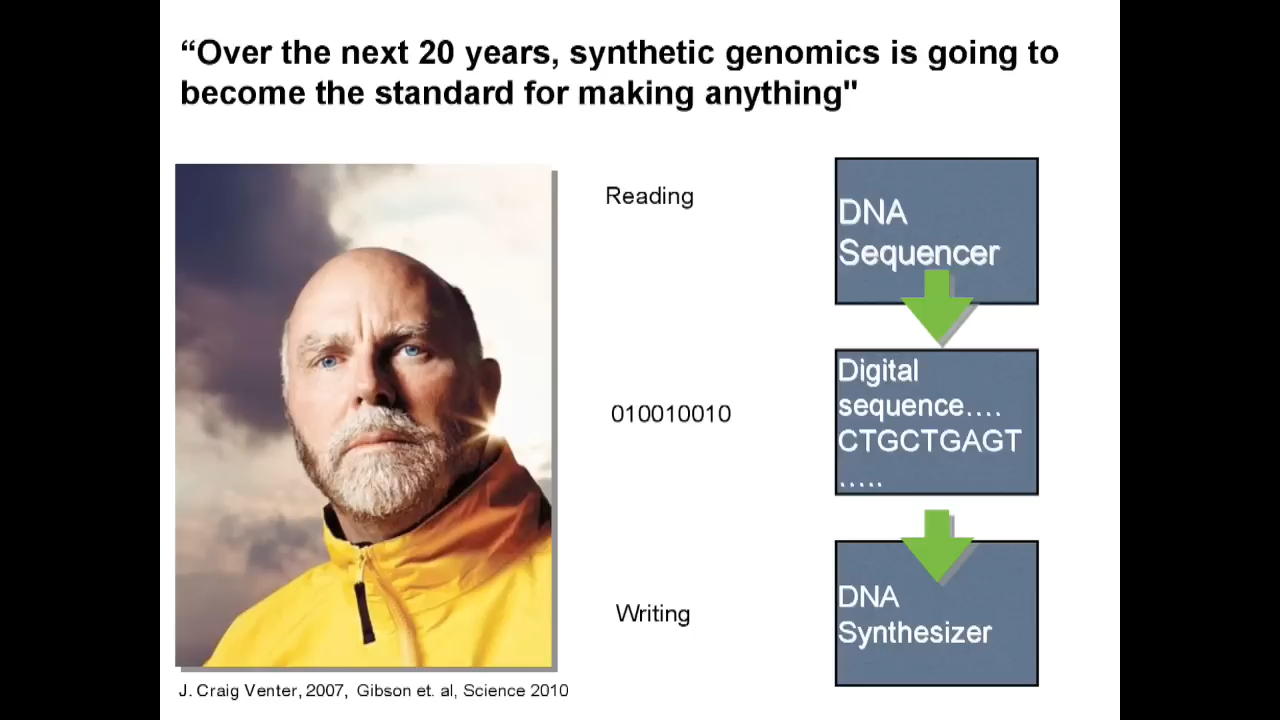 “Over the next 20 years, synthetic genomics is going to
become the standard for making anything"
Reading
DNA
Sequencer
010010010
Digital
sequence....
CTGCTGAGT
.....
Writing
DNA
Synthesizer
J. Craig Venter, 2007, Gibson et. al, Science 2010